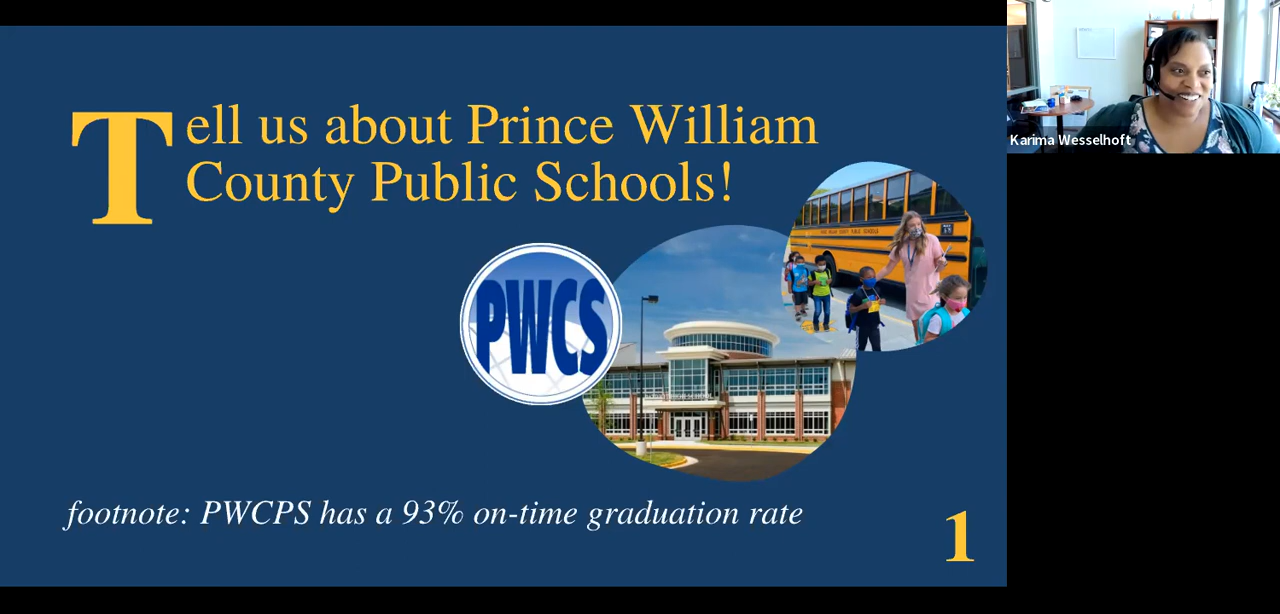 Tell us about Prince William
County Public Schools!
PWCS
footnote: PWCPS has a 93% on-time graduation rate
1
Karima Wesselhoft